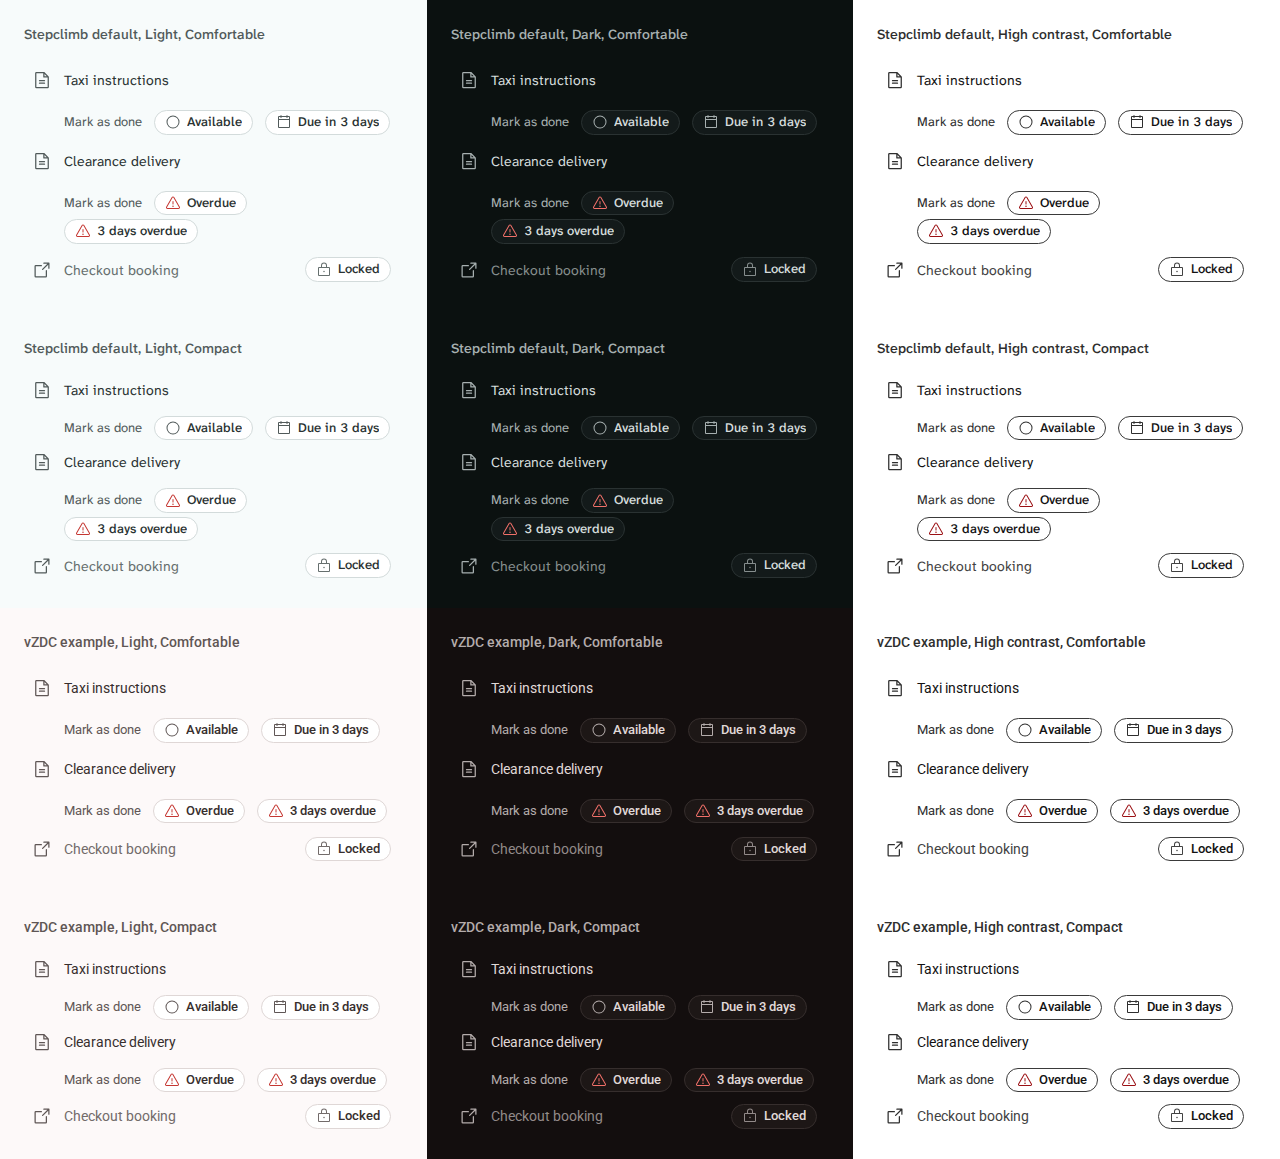 Stepclimb default, Light, Comfortable
Taxi instructions
Mark as done Available Due in 3 days
Clearance delivery
Mark as done Overdue
3 days overdue
Checkout booking Locked
Stepclimb default, Dark, Comfortable
Taxi instructions
Mark as done Available Due in 3 days
Clearance delivery
Mark as done Overdue
3 days overdue
Checkout booking Locked
Stepclimb default, High contrast, Comfortable
Taxi instructions
Mark as done Available Due in 3 days
Clearance delivery
Mark as done Overdue
3 days overdue
Checkout booking Locked
Stepclimb default, Light, Compact
Taxi instructions
Mark as done Available Due in 3 days
Clearance delivery
Mark as done Overdue
3 days overdue
Checkout booking Locked
Stepclimb default, Dark, Compact
Taxi instructions
Mark as done Available Due in 3 days
Clearance delivery
Mark as done Overdue
3 days overdue
Checkout booking Locked
Stepclimb default, High contrast, Compact
Taxi instructions
Mark as done Available Due in 3 days
Clearance delivery
Mark as done Overdue
3 days overdue
Checkout booking Locked
vZDC example, Light, Comfortable
Taxi instructions
Mark as done Available Due in 3 days
Clearance delivery
Mark as done Overdue 3 days overdue
Checkout booking Locked
vZDC example, Dark, Comfortable
Taxi instructions
Mark as done Available Due in 3 days
Clearance delivery
Mark as done Overdue 3 days overdue
Checkout booking Locked
vZDC example, High contrast, Comfortable
Taxi instructions
Mark as done Available Due in 3 days
Clearance delivery
Mark as done Overdue 3 days overdue
Checkout booking Locked
vZDC example, Light, Compact
Taxi instructions
Mark as done Available Due in 3 days
Clearance delivery
Mark as done Overdue 3 days overdue
Checkout booking Locked
vZDC example, Dark, Compact
Taxi instructions
Mark as done Available Due in 3 days
Clearance delivery
Mark as done Overdue 3 days overdue
Checkout booking Locked
vZDC example, High contrast, Compact
Taxi instructions
Mark as done Available Due in 3 days
Clearance delivery
Mark as done Overdue 3 days overdue
Checkout booking Locked